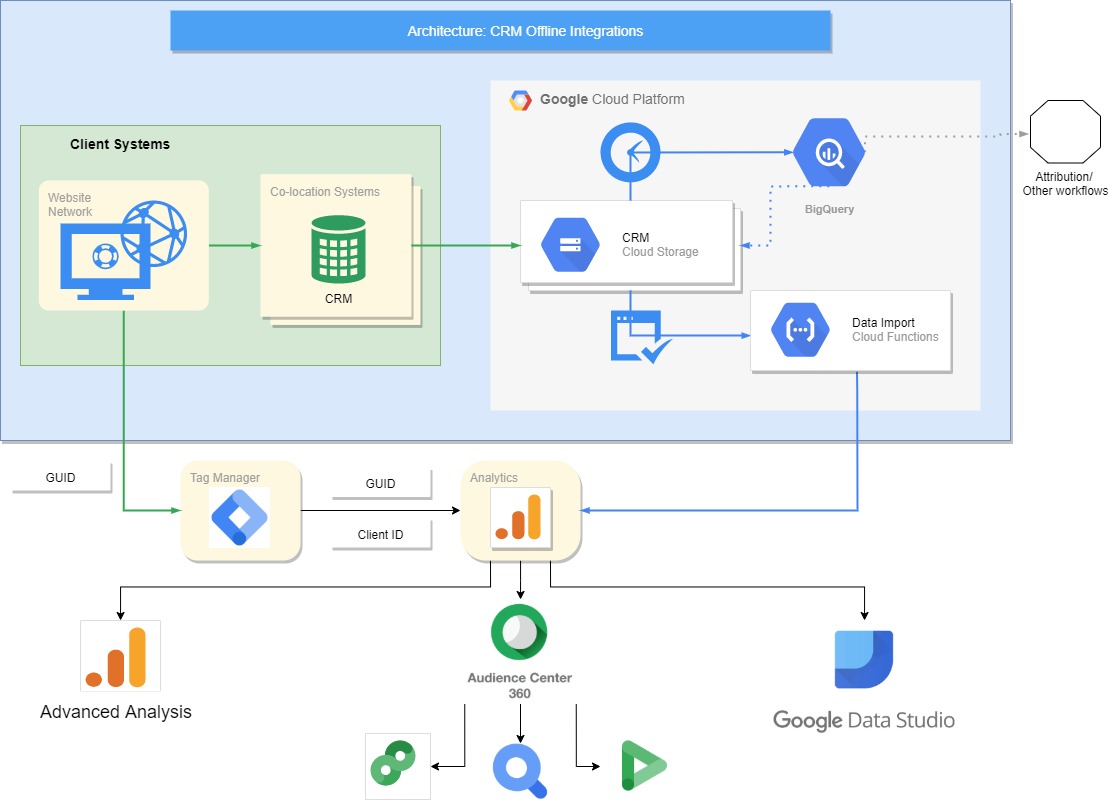 Architecture: CRM Offline Integrations
Google Cloud Platform
Client Systems
Website
Network
Co-location Systems
CRM
CRM
Cloud Storage
BigQuery
Attribution/
Other workflows
Data Import
Cloud Functions
GUID
Tag Manager
GUID
Client ID
Analytics
Advanced Analysis
Audience Center
360
Google Data Studio